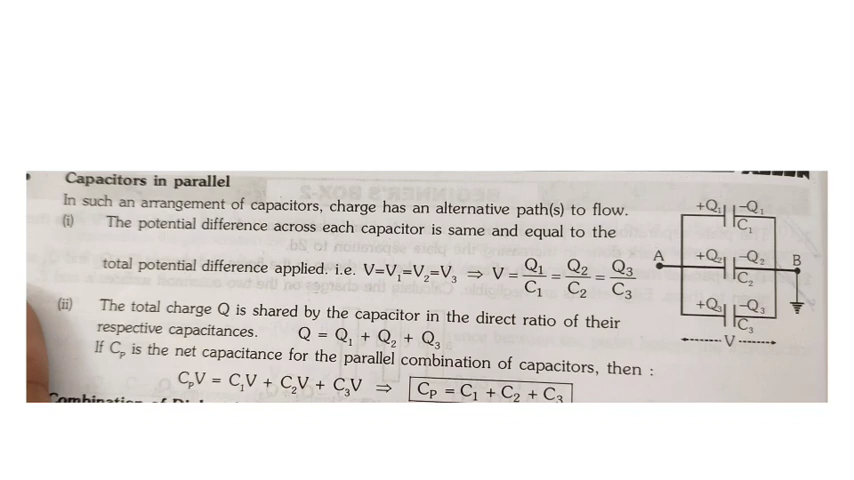 Capacitors in parallel
In such an arrangement of capacitors, charge has an alternative path(s) to flow.
(i) The potential difference across each capacitor is same and equal to the
total potential difference applied. i.e. V=V₁=V₂=V₃ ⇒ V = Q₁/C₁ = Q₂/C₂ = Q₃/C₃
(ii) The total charge Q is shared by the capacitor in the direct ratio of their
respective capacitances. Q = Q₁ + Q₂ + Q₃
If Cₚ is the net capacitance for the parallel combination of capacitors, then :
CₚV = C₁V + C₂V + C₃V ⇒ Cₚ = C₁ + C₂ + C₃
+Q₁ −Q₁
C₁
A +Q₂ −Q₂ B
C₂
+Q₃ −Q₃
C₃
V